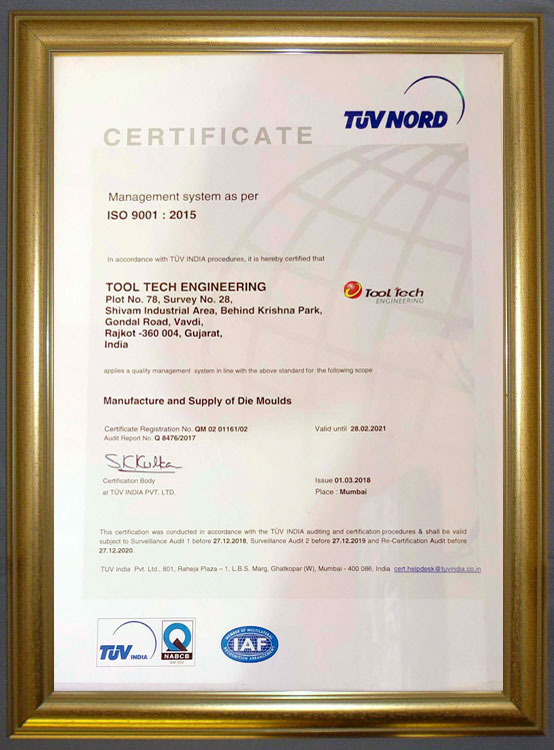 TÜV NORD
CERTIFICATE
Management system as per
ISO 9001 : 2015
In accordance with TÜV INDIA procedures, it is hereby certified that
TOOL TECH ENGINEERING
Plot No. 78, Survey No. 28,
Shivam Industrial Area, Behind Krishna Park,
Gondal Road, Vavdi,
Rajkot -360 004, Gujarat,
India
Tool Tech
ENGINEERING
applies a quality management system in line with the above standard for the following scope
Manufacture and Supply of Die Moulds
Certificate Registration No. QM 02 01161/02
Audit Report No. Q 8476/2017
Valid until 28.02.2021
Certification Body
at TÜV INDIA PVT. LTD.
Issue 01.03.2018
Place : Mumbai
This certification was conducted in accordance with the TÜV INDIA auditing and certification procedures & shall be valid
subject to Surveillance Audit 1 before 27.12.2018, Surveillance Audit 2 before 27.12.2019 and Re-Certification Audit before
27.12.2020.
TUV India Pvt. Ltd., 801, Raheja Plaza – 1, L.B.S. Marg, Ghatkopar (W), Mumbai - 400 086, India cert.helpdesk@tuvindia.co.in
TÜV INDIA
NABCB
IAF